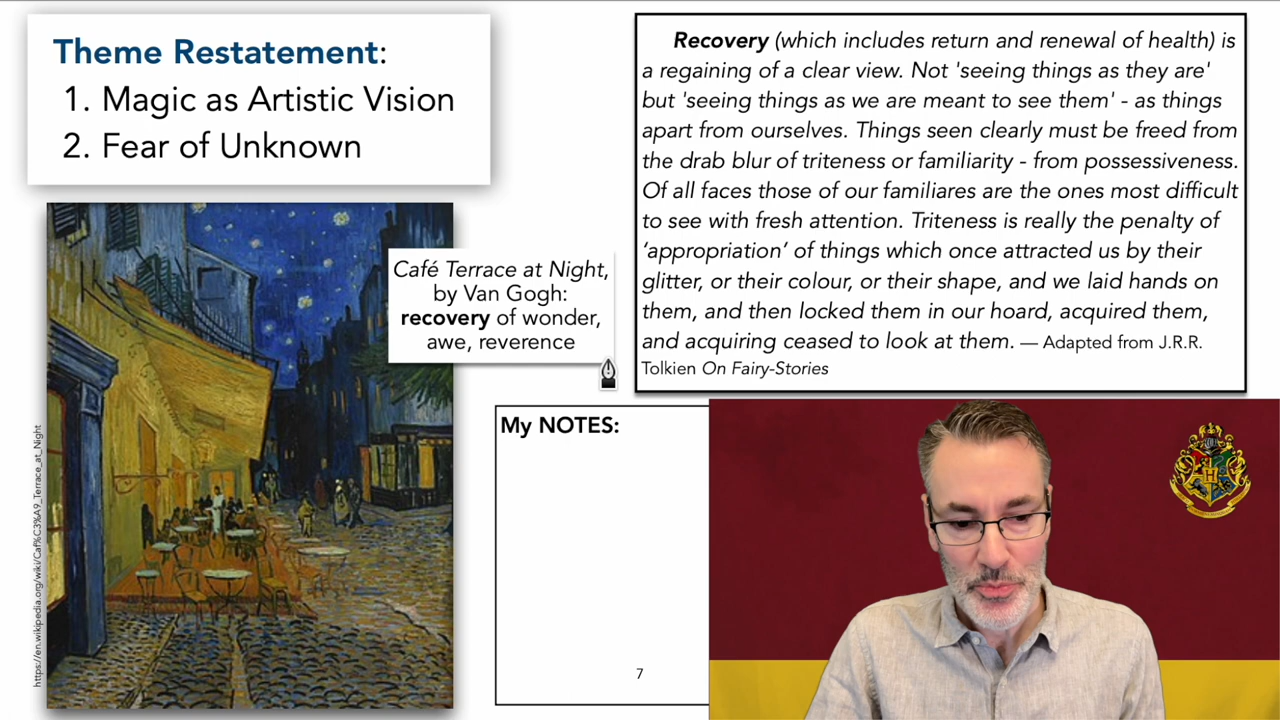 Theme Restatement:
1. Magic as Artistic Vision
2. Fear of Unknown
Recovery (which includes return and renewal of health) is
a regaining of a clear view. Not 'seeing things as they are'
but 'seeing things as we are meant to see them' - as things
apart from ourselves. Things seen clearly must be freed from
the drab blur of triteness or familiarity - from possessiveness.
Of all faces those of our familiares are the ones most difficult
to see with fresh attention. Triteness is really the penalty of
‘appropriation’ of things which once attracted us by their
glitter, or their colour, or their shape, and we laid hands on
them, and then locked them in our hoard, acquired them,
and acquiring ceased to look at them. — Adapted from J.R.R.
Tolkien On Fairy-Stories
Café Terrace at Night,
by Van Gogh:
recovery of wonder,
awe, reverence
https://en.wikipedia.org/wiki/Caf%C3%A9_Terrace_at_Night
My NOTES:
7
H